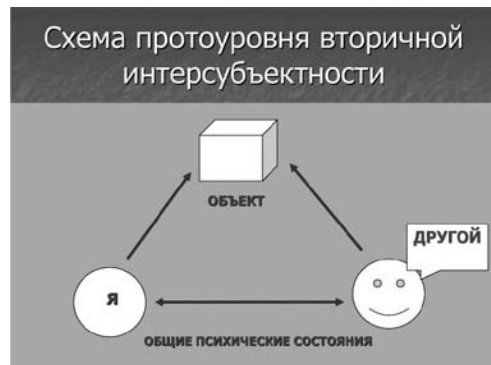 Схема протоуровня вторичной
интерсубъектности
ОБЪЕКТ
ДРУГОЙ
Я
ОБЩИЕ ПСИХИЧЕСКИЕ СОСТОЯНИЯ